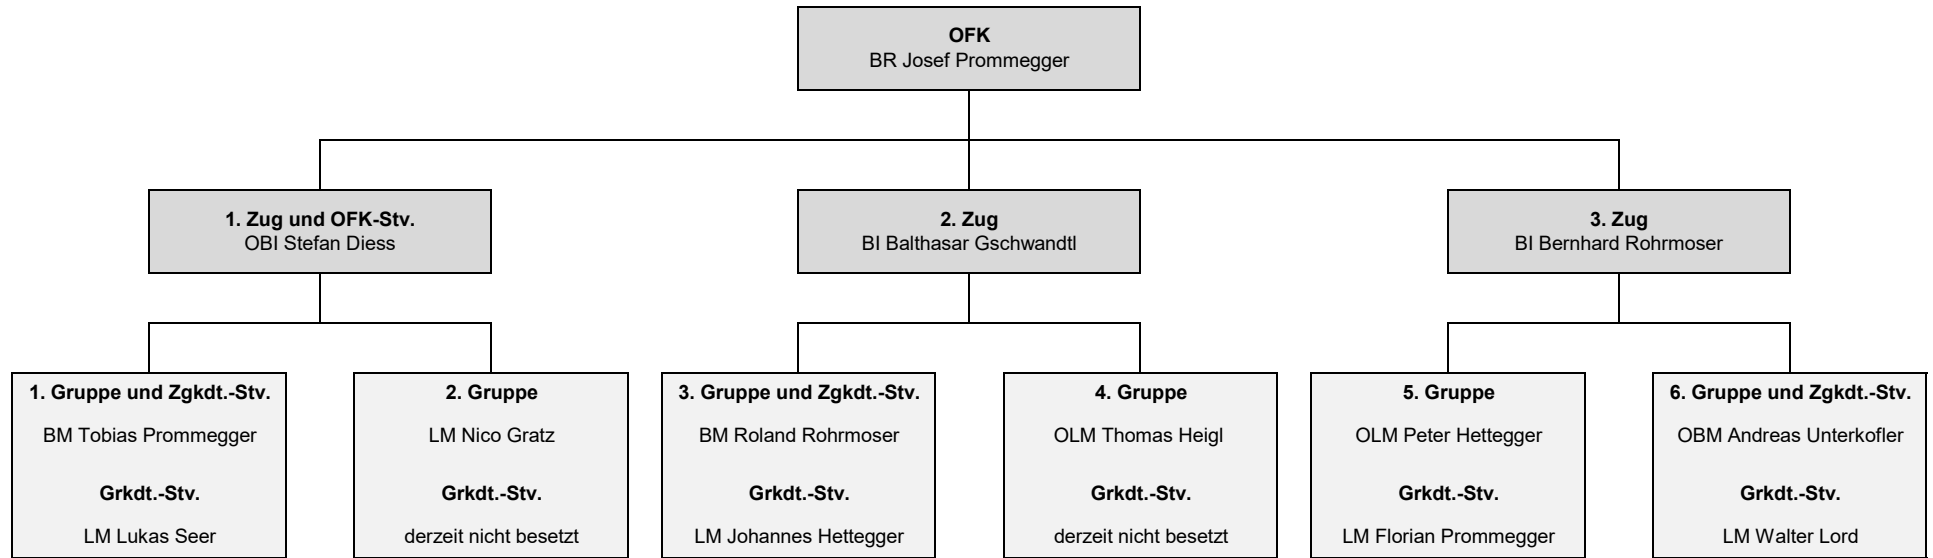 OFK
BR Josef Prommegger
1. Zug und OFK-Stv.
OBI Stefan Diess
2. Zug
BI Balthasar Gschwandtl
3. Zug
BI Bernhard Rohrmoser
1. Gruppe und Zgkdt.-Stv.
BM Tobias Prommegger
Grkdt.-Stv.
LM Lukas Seer
2. Gruppe
LM Nico Gratz
Grkdt.-Stv.
derzeit nicht besetzt
3. Gruppe und Zgkdt.-Stv.
BM Roland Rohrmoser
Grkdt.-Stv.
LM Johannes Hettegger
4. Gruppe
OLM Thomas Heigl
Grkdt.-Stv.
derzeit nicht besetzt
5. Gruppe
OLM Peter Hettegger
Grkdt.-Stv.
LM Florian Prommegger
6. Gruppe und Zgkdt.-Stv.
OBM Andreas Unterkofler
Grkdt.-Stv.
LM Walter Lord